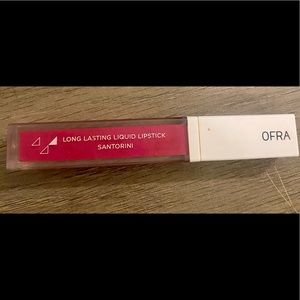 LONG LASTING LIQUID LIPSTICK
SANTORINI
OFRA